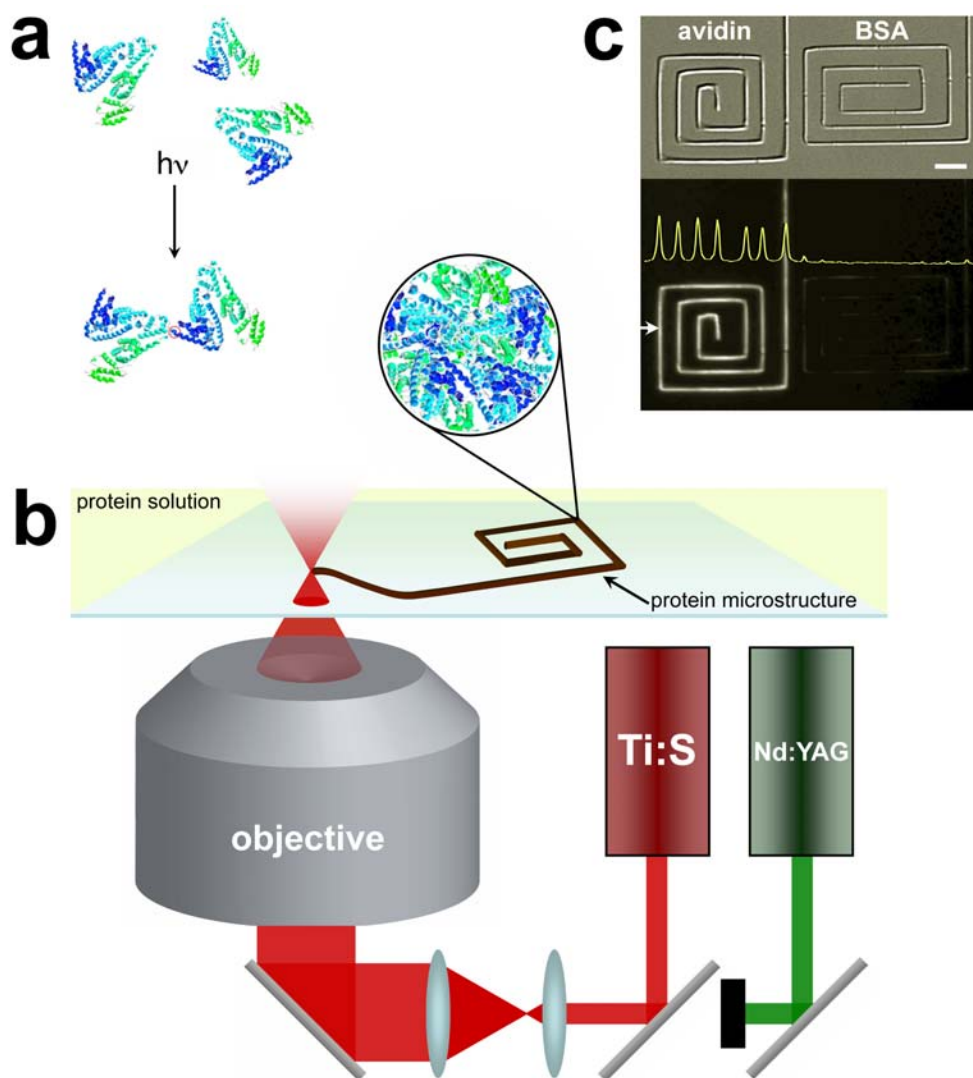 a
hν
c
avidin
BSA
b
protein solution
protein microstructure
objective
Ti:S
Nd:YAG